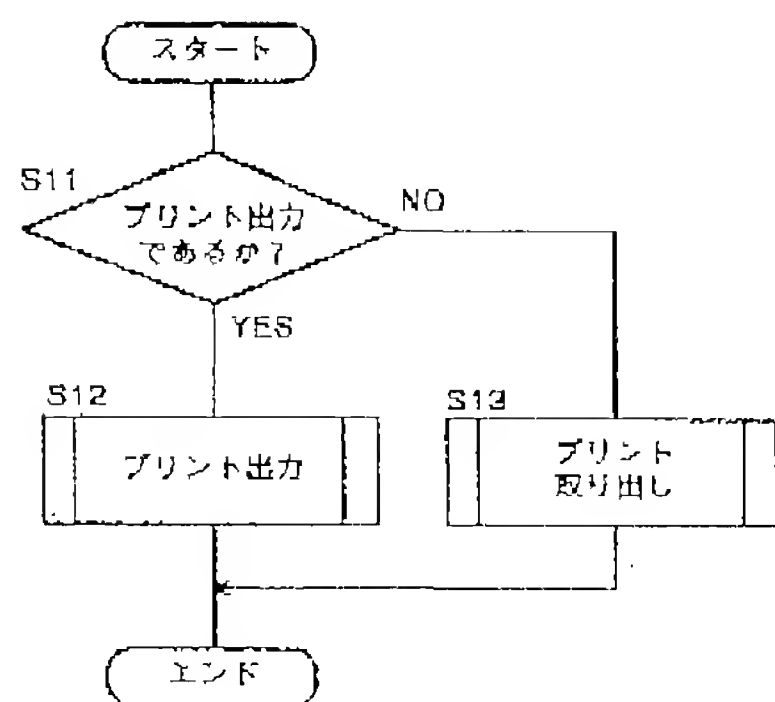 スタート
S11
プリント出力
であるか?
NO
YES
S12
プリント出力
S13
プリント
取り出し
エンド